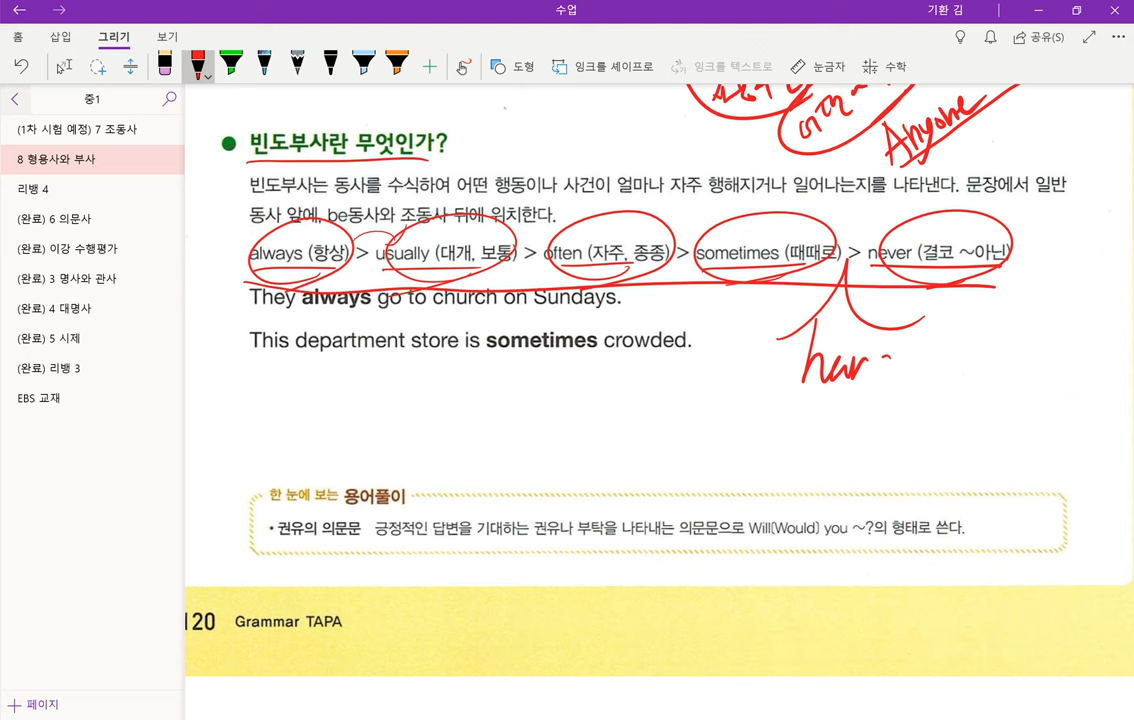 수업
기환 김
홈 삽입 그리기 보기
공유(S)
도형 잉크를 셰이프로 잉크를 텍스트로 눈금자 수학
중1
(1차 시험 예정) 7 조동사
8 형용사와 부사
리뱅 4
(완료) 6 의문사
(완료) 이강 수행평가
(완료) 3 명사와 관사
(완료) 4 대명사
(완료) 5 시제
(완료) 리뱅 3
EBS 교재
페이지
Anyone
빈도부사란 무엇인가?
빈도부사는 동사를 수식하여 어떤 행동이나 사건이 얼마나 자주 행해지거나 일어나는지를 나타낸다. 문장에서 일반
동사 앞에, be동사와 조동사 뒤에 위치한다.
always (항상) > usually (대개, 보통) > often (자주, 종종) > sometimes (때때로) > never (결코 ~아닌)
They always go to church on Sundays.
This department store is sometimes crowded.
har
한 눈에 보는 용어풀이
• 권유의 의문문 긍정적인 답변을 기대하는 권유나 부탁을 나타내는 의문문으로 Will(Would) you ~?의 형태로 쓴다.
120 Grammar TAPA